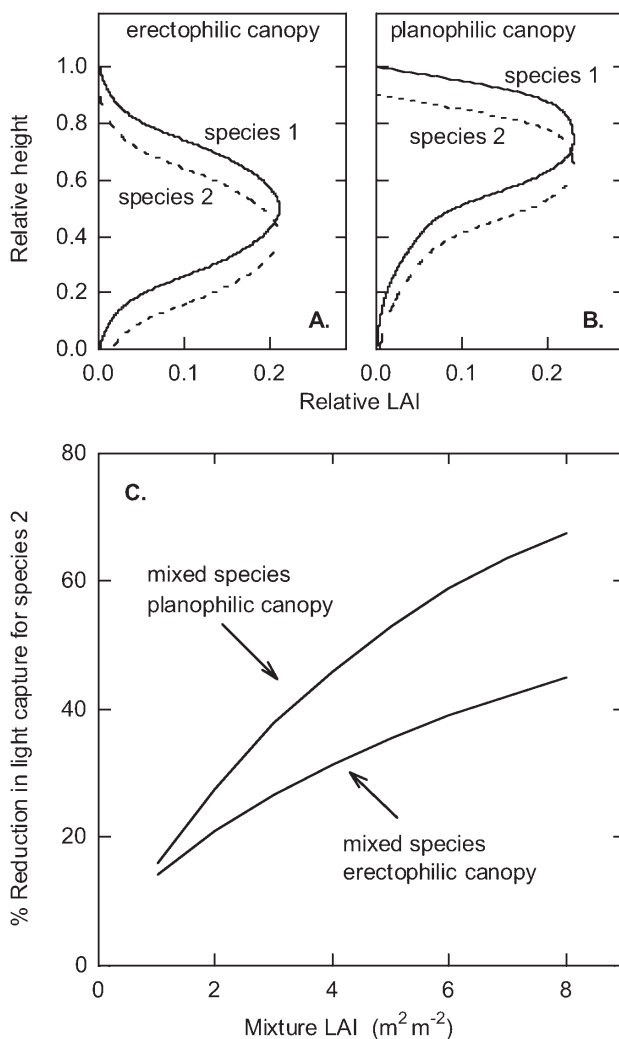 erectophilic canopy
planophilic canopy
Relative height
1.0
0.8
0.6
0.4
0.2
0.0
species 1
species 2
A.
species 1
species 2
B.
0.0
0.1
0.2
0.0
0.1
0.2
Relative LAI
% Reduction in light capture for species 2
80
60
40
20
0
C.
mixed species
planophilic canopy
mixed species
erectophilic canopy
0
2
4
6
8
Mixture LAI (m² m⁻²)